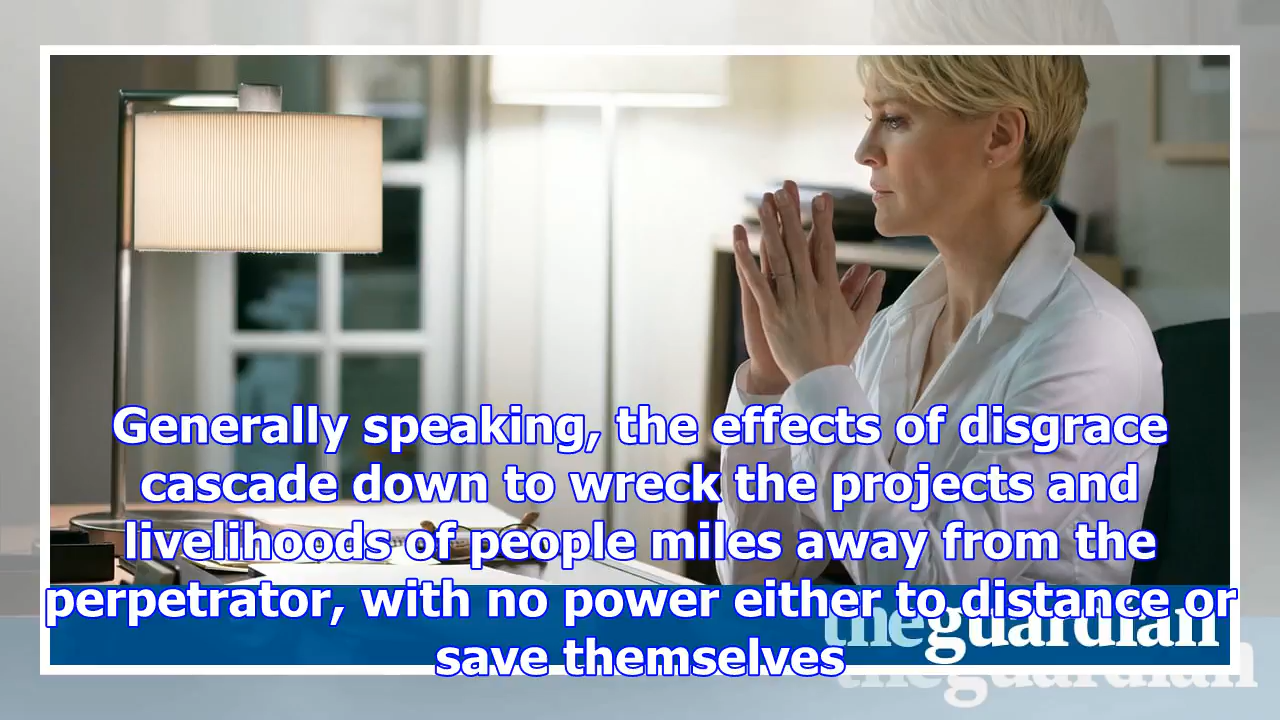 Generally speaking, the effects of disgrace
cascade down to wreck the projects and
livelihoods of people miles away from the
perpetrator, with no power either to distance or
save themselves
theguardian
theguardian